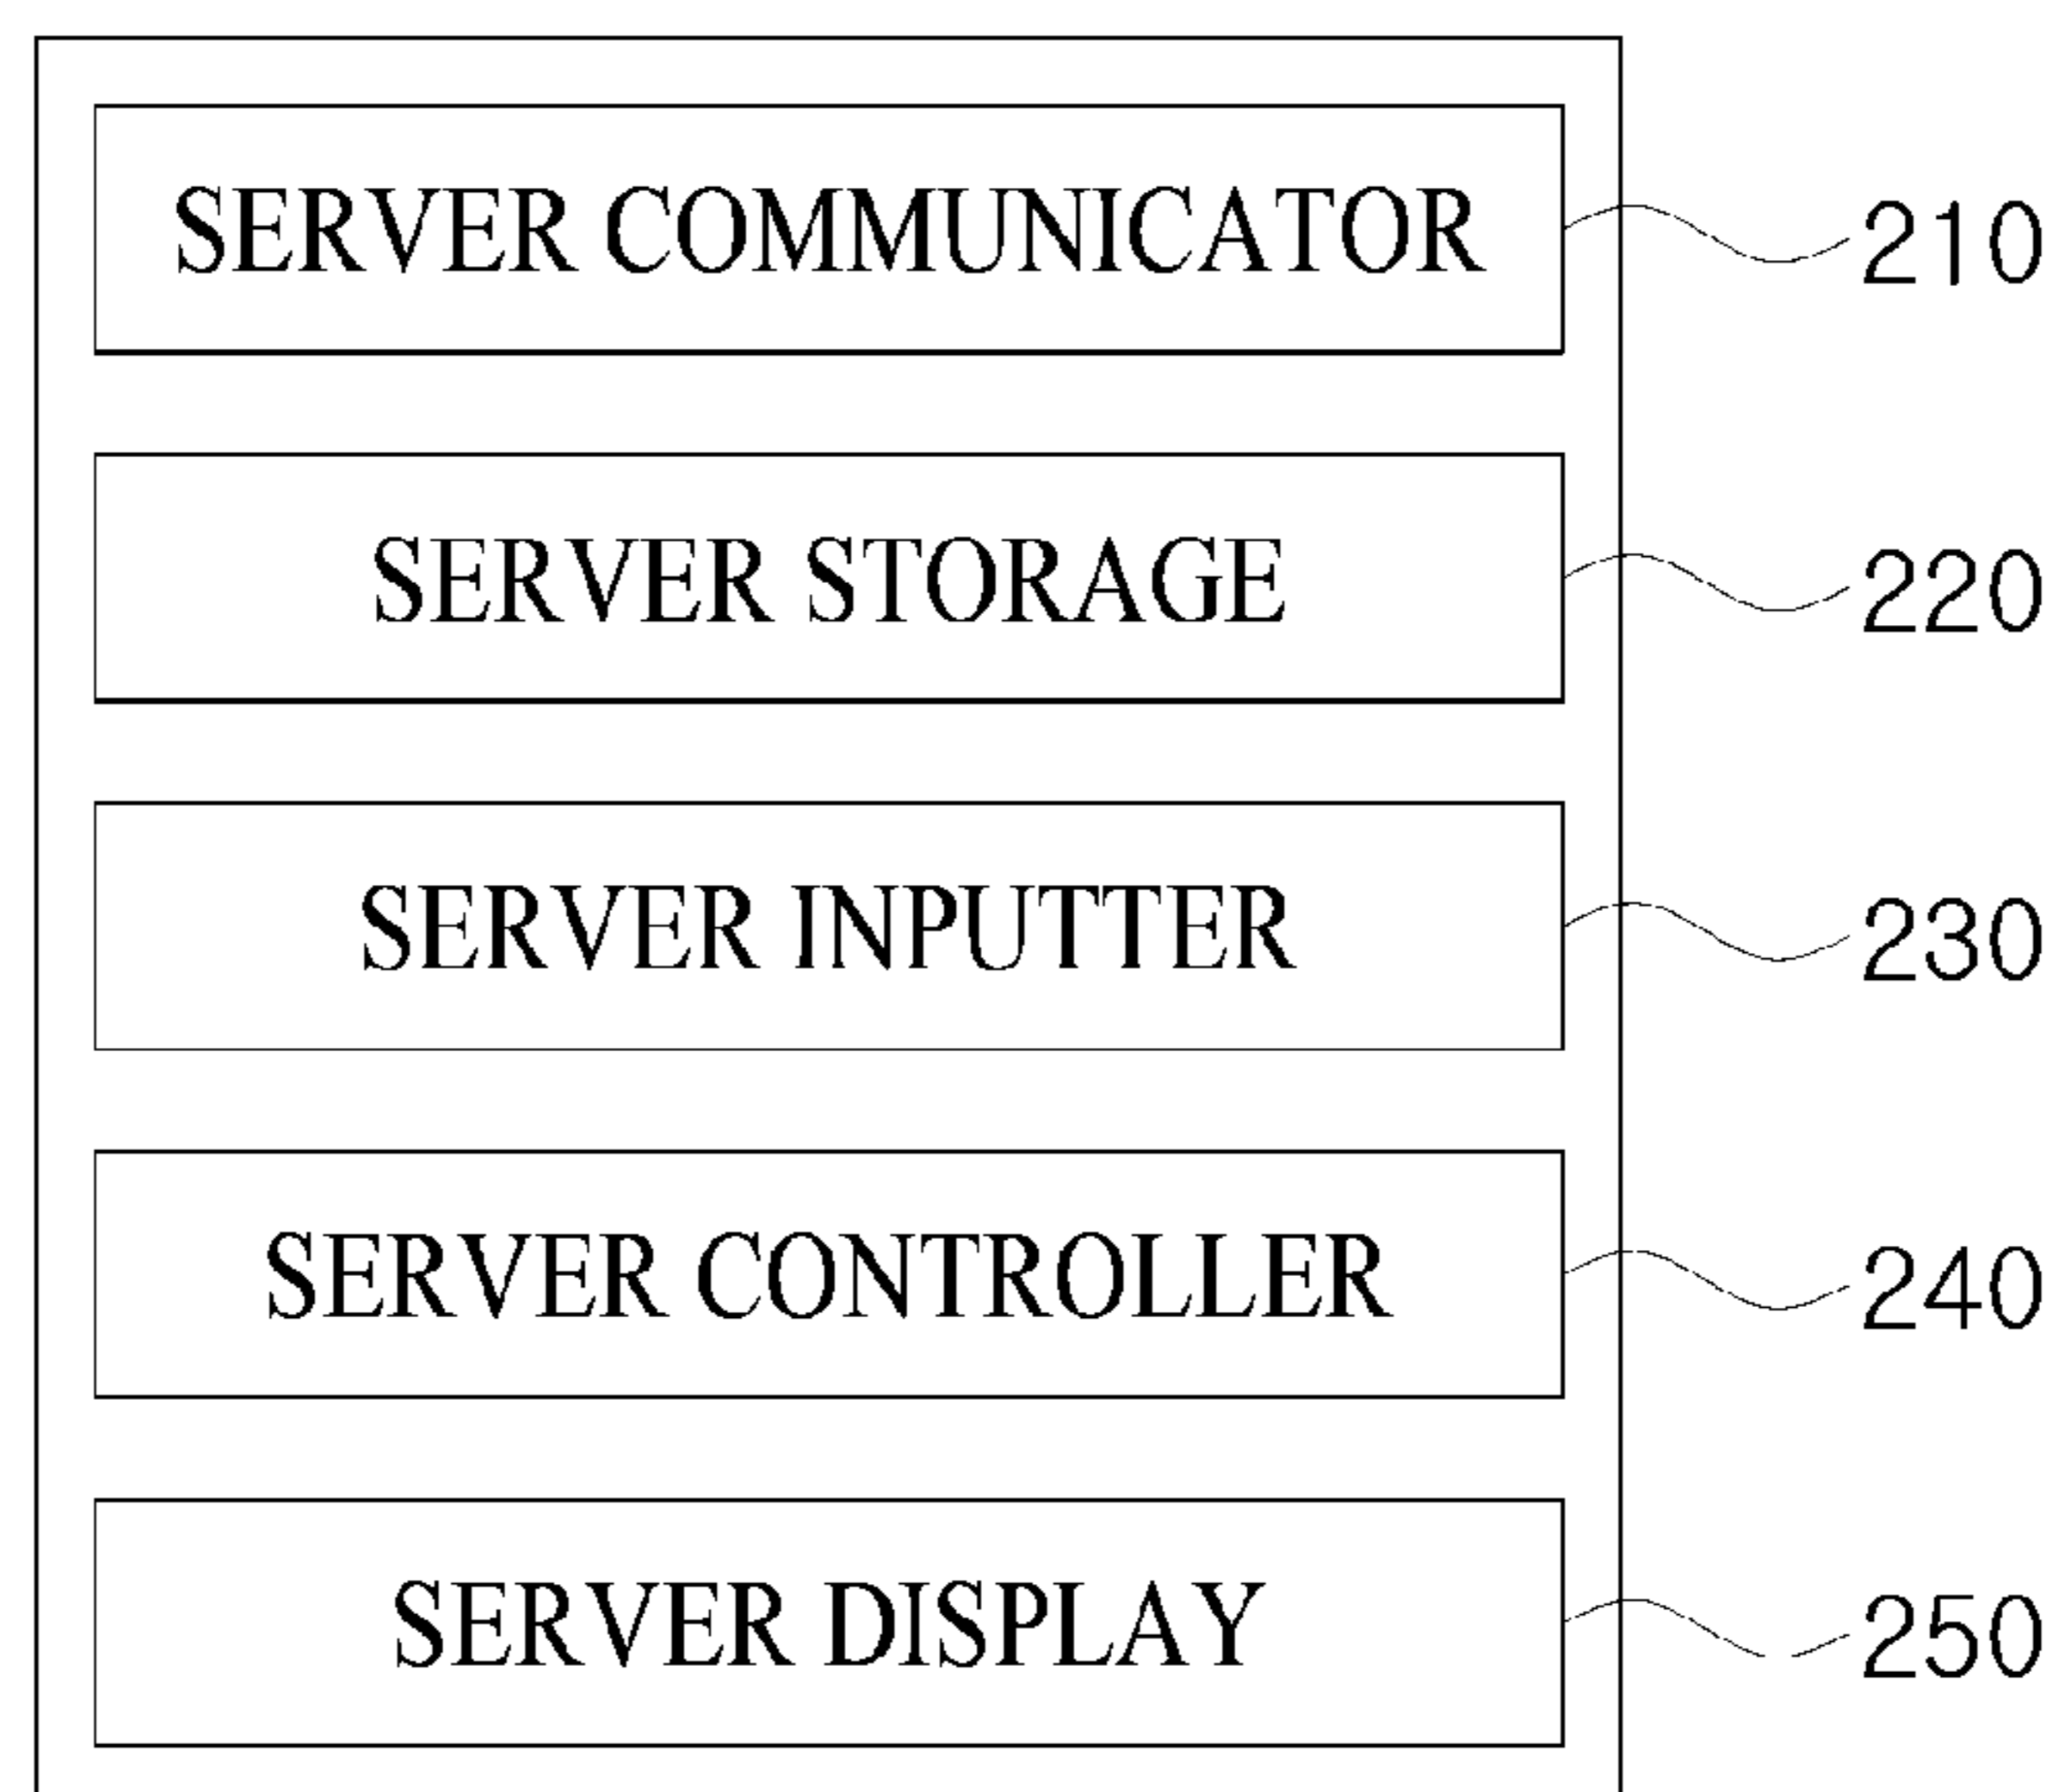 SERVER COMMUNICATOR 210
SERVER STORAGE 220
SERVER INPUTTER 230
SERVER CONTROLLER 240
SERVER DISPLAY 250